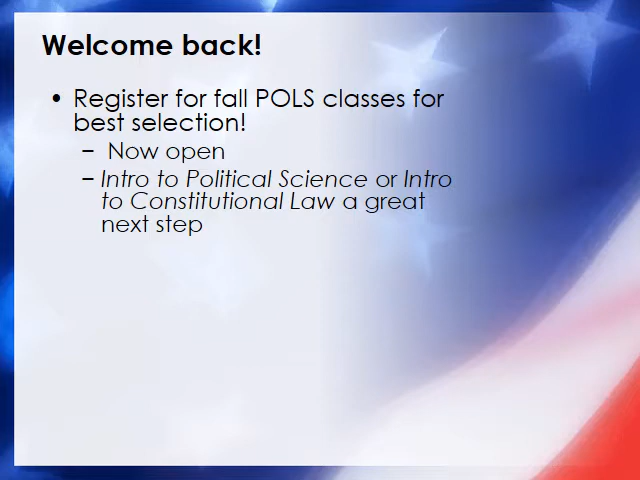 Welcome back!
• Register for fall POLS classes for
best selection!
– Now open
– Intro to Political Science or Intro
to Constitutional Law a great
next step